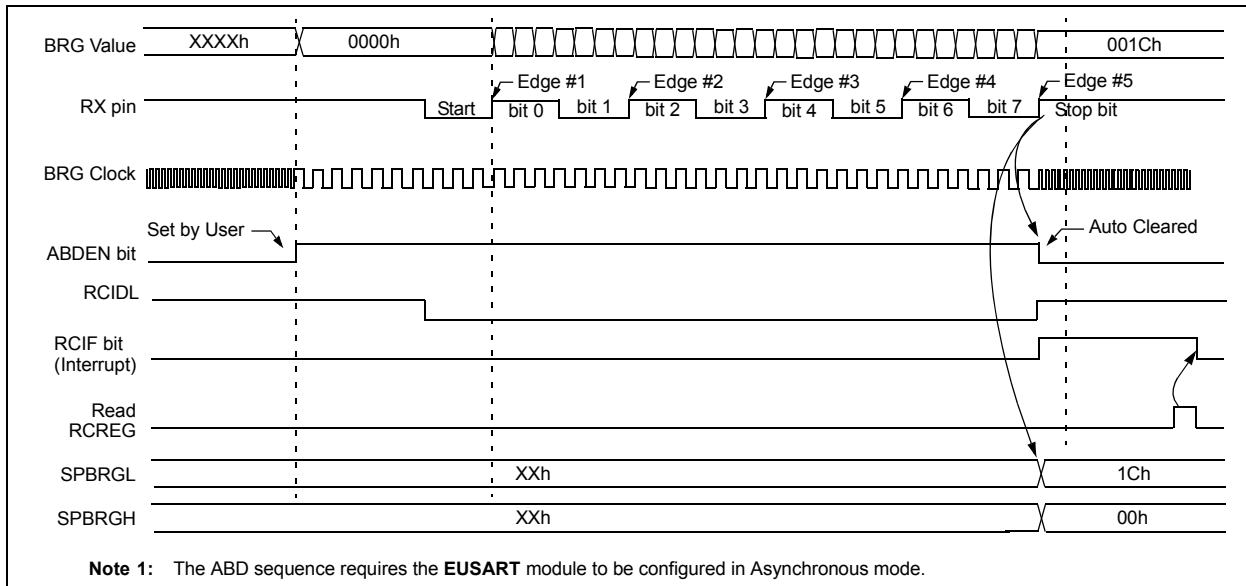 BRG Value XXXXh 0000h 001Ch
Edge #1 Edge #2 Edge #3 Edge #4 Edge #5
RX pin Start bit 0 bit 1 bit 2 bit 3 bit 4 bit 5 bit 6 bit 7 Stop bit
BRG Clock
Set by User Auto Cleared
ABDEN bit
RCIDL
RCIF bit
(Interrupt)
Read
RCREG
SPBRGL XXh 1Ch
SPBRGH XXh 00h
Note 1: The ABD sequence requires the EUSART module to be configured in Asynchronous mode.